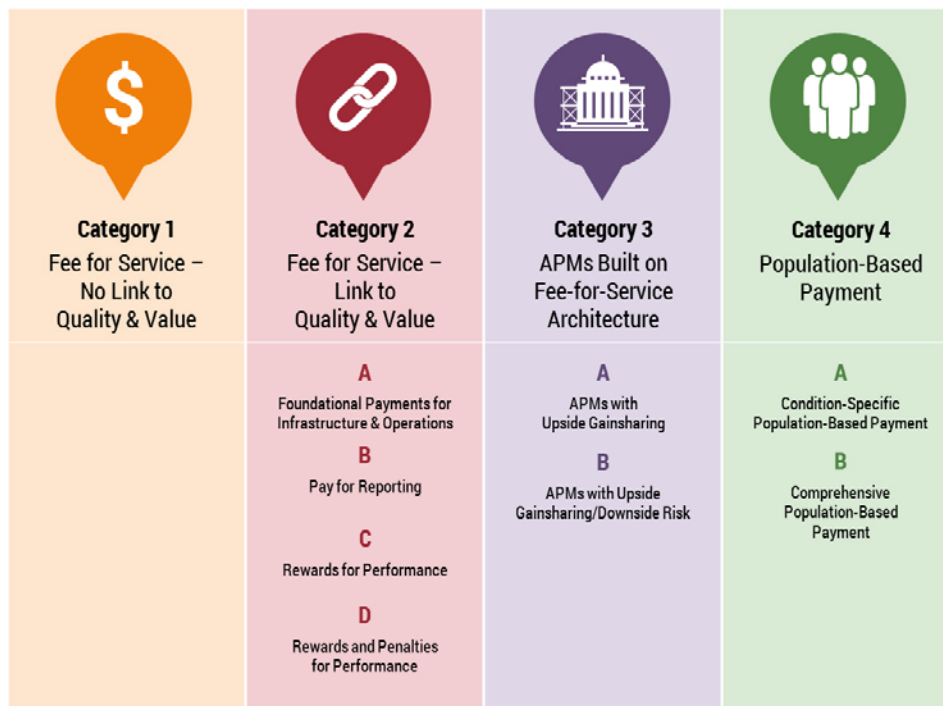 $
Category 1
Fee for Service –
No Link to
Quality & Value
Category 2
Fee for Service –
Link to
Quality & Value
A
Foundational Payments for
Infrastructure & Operations
B
Pay for Reporting
C
Rewards for Performance
D
Rewards and Penalties
for Performance
Category 3
APMs Built on
Fee-for-Service
Architecture
A
APMs with
Upside Gainsharing
B
APMs with Upside
Gainsharing/Downside Risk
Category 4
Population-Based
Payment
A
Condition-Specific
Population-Based Payment
B
Comprehensive
Population-Based
Payment